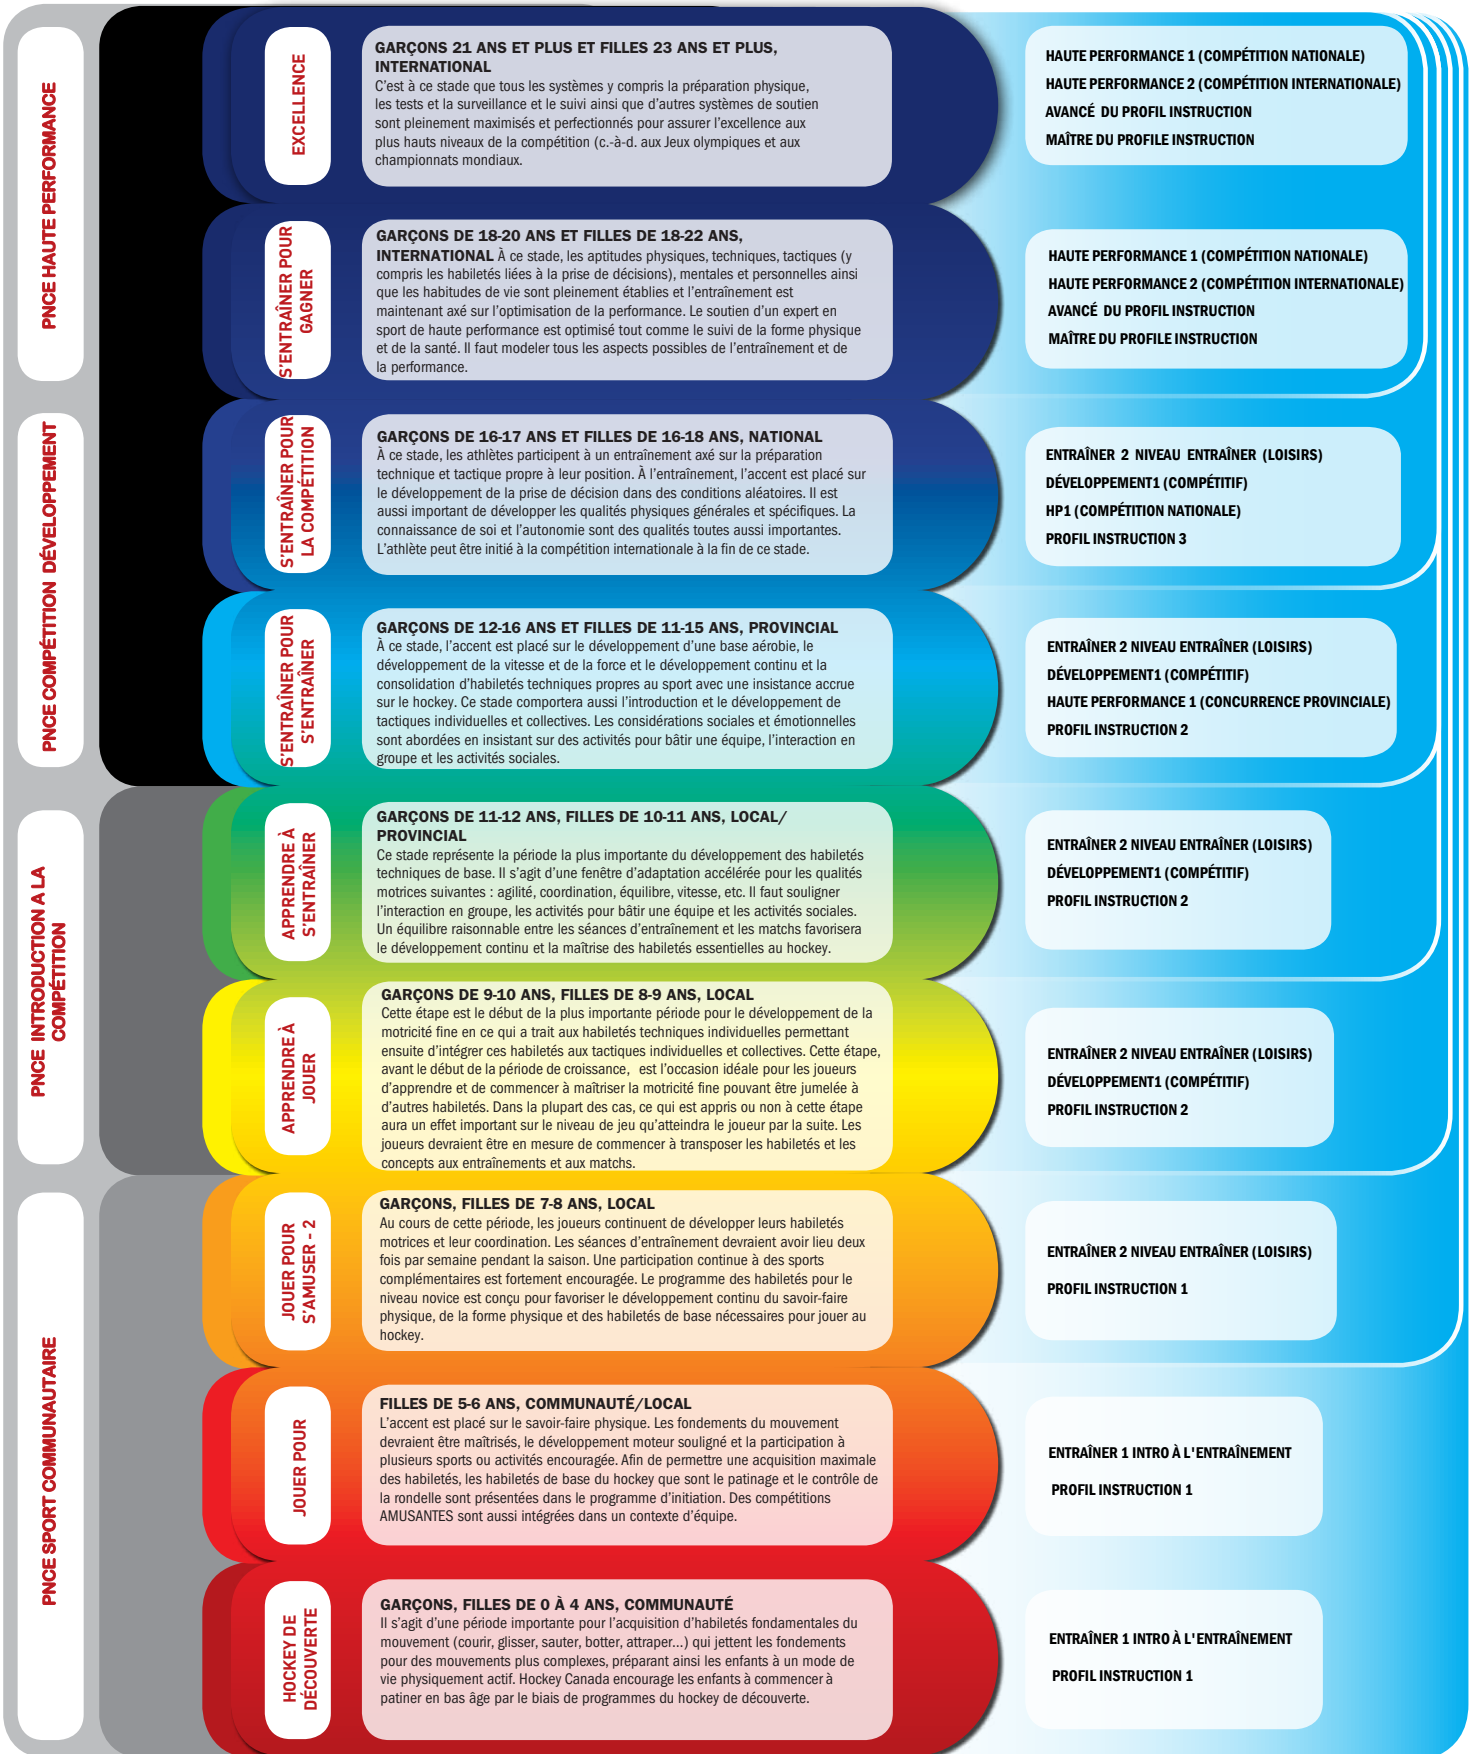 PNCE HAUTE PERFORMANCE
EXCELLENCE
GARÇONS 21 ANS ET PLUS ET FILLES 23 ANS ET PLUS,
INTERNATIONAL
C'est à ce stade que tous les systèmes y compris la préparation physique,
les tests et la surveillance et le suivi ainsi que d'autres systèmes de soutien
sont pleinement maximisés et perfectionnés pour assurer l'excellence aux
plus hauts niveaux de la compétition (c.-à-d. aux Jeux olympiques et aux
championnats mondiaux.
HAUTE PERFORMANCE 1 (COMPÉTITION NATIONALE)
HAUTE PERFORMANCE 2 (COMPÉTITION INTERNATIONALE)
AVANCÉ DU PROFIL INSTRUCTION
MAÎTRE DU PROFILE INSTRUCTION
S'ENTRAÎNER POUR
GAGNER
GARÇONS DE 18-20 ANS ET FILLES DE 18-22 ANS,
INTERNATIONAL À ce stade, les aptitudes physiques, techniques, tactiques (y
compris les habiletés liées à la prise de décisions), mentales et personnelles ainsi
que les habitudes de vie sont pleinement établies et l'entraînement est
maintenant axé sur l'optimisation de la performance. Le soutien d'un expert en
sport de haute performance est optimisé tout comme le suivi de la forme physique
et de la santé. Il faut modeler tous les aspects possibles de l'entraînement et de
la performance.
HAUTE PERFORMANCE 1 (COMPÉTITION NATIONALE)
HAUTE PERFORMANCE 2 (COMPÉTITION INTERNATIONALE)
AVANCÉ DU PROFIL INSTRUCTION
MAÎTRE DU PROFILE INSTRUCTION
PNCE COMPÉTITION DÉVELOPPEMENT
S'ENTRAÎNER POUR
LA COMPÉTITION
GARÇONS DE 16-17 ANS ET FILLES DE 16-18 ANS, NATIONAL
À ce stade, les athlètes participent à un entraînement axé sur la préparation
technique et tactique propre à leur position. À l'entraînement, l'accent est placé sur
le développement de la prise de décision dans des conditions aléatoires. Il est
aussi important de développer les qualités physiques générales et spécifiques. La
connaissance de soi et l'autonomie sont des qualités toutes aussi importantes.
L'athlète peut être initié à la compétition internationale à la fin de ce stade.
ENTRAÎNER 2 NIVEAU ENTRAÎNER (LOISIRS)
DÉVELOPPEMENT1 (COMPÉTITIF)
HP1 (COMPÉTITION NATIONALE)
PROFIL INSTRUCTION 3
S'ENTRAÎNER POUR
S'ENTRAÎNER
GARÇONS DE 12-16 ANS ET FILLES DE 11-15 ANS, PROVINCIAL
À ce stade, l'accent est placé sur le développement d'une base aérobie, le
développement de la vitesse et de la force et le développement continu et la
consolidation d'habiletés techniques propres au sport avec une insistance accrue
sur le hockey. Ce stade comportera aussi l'introduction et le développement de
tactiques individuelles et collectives. Les considérations sociales et émotionnelles
sont abordées en insistant sur des activités pour bâtir une équipe, l'interaction en
groupe et les activités sociales.
ENTRAÎNER 2 NIVEAU ENTRAÎNER (LOISIRS)
DÉVELOPPEMENT1 (COMPÉTITIF)
HAUTE PERFORMANCE 1 (CONCURRENCE PROVINCIALE)
PROFIL INSTRUCTION 2
PNCE INTRODUCTION A LA
COMPÉTITION
APPRENDRE À
S'ENTRAÎNER
GARÇONS DE 11-12 ANS, FILLES DE 10-11 ANS, LOCAL/
PROVINCIAL
Ce stade représente la période la plus importante du développement des habiletés
techniques de base. Il s'agit d'une fenêtre d'adaptation accélérée pour les qualités
motrices suivantes : agilité, coordination, équilibre, vitesse, etc. Il faut souligner
l'interaction en groupe, les activités pour bâtir une équipe et les activités sociales.
Un équilibre raisonnable entre les séances d'entraînement et les matchs favorisera
le développement continu et la maîtrise des habiletés essentielles au hockey.
ENTRAÎNER 2 NIVEAU ENTRAÎNER (LOISIRS)
DÉVELOPPEMENT1 (COMPÉTITIF)
PROFIL INSTRUCTION 2
APPRENDRE À
JOUER
GARÇONS DE 9-10 ANS, FILLES DE 8-9 ANS, LOCAL
Cette étape est le début de la plus importante période pour le développement de la
motricité fine en ce qui a trait aux habiletés techniques individuelles permettant
ensuite d'intégrer ces habiletés aux tactiques individuelles et collectives. Cette étape,
avant le début de la période de croissance, est l'occasion idéale pour les joueurs
d'apprendre et de commencer à maîtriser la motricité fine pouvant être jumelée à
d'autres habiletés. Dans la plupart des cas, ce qui est appris ou non à cette étape
aura un effet important sur le niveau de jeu qu'atteindra le joueur par la suite. Les
joueurs devraient être en mesure de commencer à transposer les habiletés et les
concepts aux entraînements et aux matchs.
ENTRAÎNER 2 NIVEAU ENTRAÎNER (LOISIRS)
DÉVELOPPEMENT1 (COMPÉTITIF)
PROFIL INSTRUCTION 2
PNCE SPORT COMMUNAUTAIRE
JOUER POUR
S'AMUSER - 2
GARÇONS, FILLES DE 7-8 ANS, LOCAL
Au cours de cette période, les joueurs continuent de développer leurs habiletés
motrices et leur coordination. Les séances d'entraînement devraient avoir lieu deux
fois par semaine pendant la saison. Une participation continue à des sports
complémentaires est fortement encouragée. Le programme des habiletés pour le
niveau novice est conçu pour favoriser le développement continu du savoir-faire
physique, de la forme physique et des habiletés de base nécessaires pour jouer au
hockey.
ENTRAÎNER 2 NIVEAU ENTRAÎNER (LOISIRS)
PROFIL INSTRUCTION 1
JOUER POUR
FILLES DE 5-6 ANS, COMMUNAUTÉ/LOCAL
L'accent est placé sur le savoir-faire physique. Les fondements du mouvement
devraient être maîtrisés, le développement moteur souligné et la participation à
plusieurs sports ou activités encouragée. Afin de permettre une acquisition maximale
des habiletés, les habiletés de base du hockey que sont le patinage et le contrôle de
la rondelle sont présentées dans le programme d'initiation. Des compétitions
AMUSANTES sont aussi intégrées dans un contexte d'équipe.
ENTRAÎNER 1 INTRO À L'ENTRAÎNEMENT
PROFIL INSTRUCTION 1
HOCKEY DE
DÉCOUVERTE
GARÇONS, FILLES DE 0 À 4 ANS, COMMUNAUTÉ
Il s'agit d'une période importante pour l'acquisition d'habiletés fondamentales du
mouvement (courir, glisser, sauter, botter, attraper...) qui jettent les fondements
pour des mouvements plus complexes, préparant ainsi les enfants à un mode de
vie physiquement actif. Hockey Canada encourage les enfants à commencer à
patiner en bas âge par le biais de programmes du hockey de découverte.
ENTRAÎNER 1 INTRO À L'ENTRAÎNEMENT
PROFIL INSTRUCTION 1